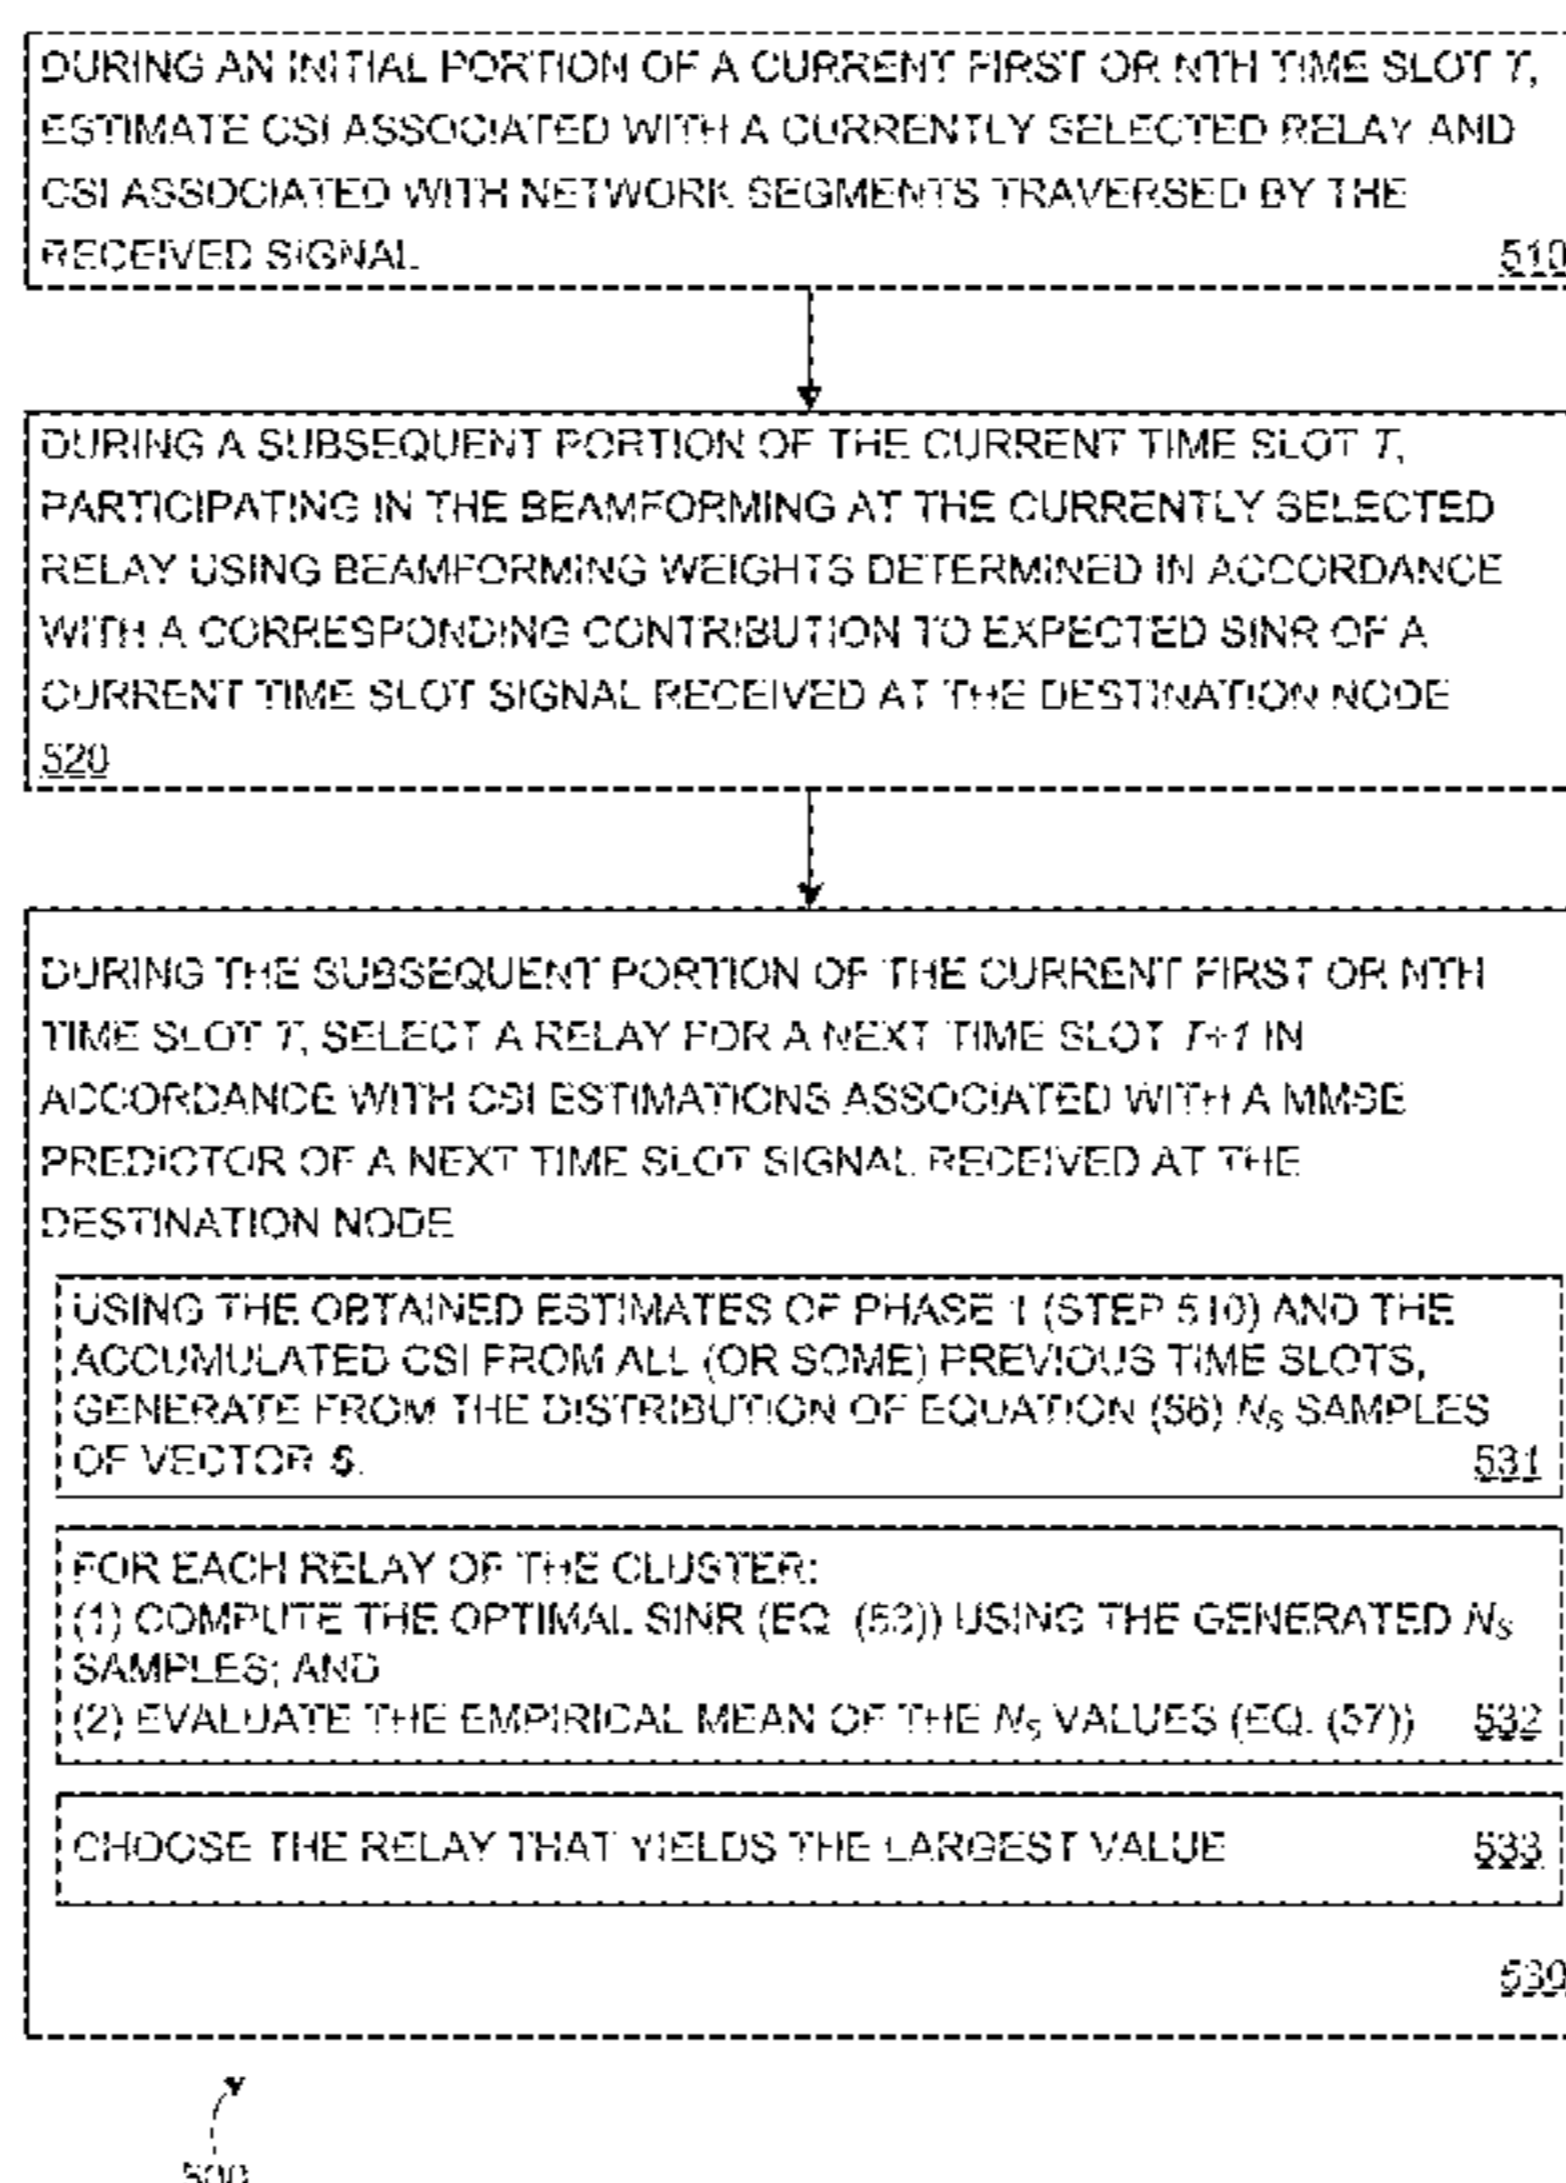 DURING AN INITIAL PORTION OF A CURRENT FIRST OR NTH TIME SLOT T,
ESTIMATE CSI ASSOCIATED WITH A CURRENTLY SELECTED RELAY AND
CSI ASSOCIATED WITH NETWORK SEGMENTS TRAVERSED BY THE
RECEIVED SIGNAL 510
DURING A SUBSEQUENT PORTION OF THE CURRENT TIME SLOT T,
PARTICIPATING IN THE BEAMFORMING AT THE CURRENTLY SELECTED
RELAY USING BEAMFORMING WEIGHTS DETERMINED IN ACCORDANCE
WITH A CORRESPONDING CONTRIBUTION TO EXPECTED SINR OF A
CURRENT TIME SLOT SIGNAL RECEIVED AT THE DESTINATION NODE
520
DURING THE SUBSEQUENT PORTION OF THE CURRENT FIRST OR NTH
TIME SLOT T, SELECT A RELAY FOR A NEXT TIME SLOT T+1 IN
ACCORDANCE WITH CSI ESTIMATIONS ASSOCIATED WITH A MMSE
PREDICTOR OF A NEXT TIME SLOT SIGNAL RECEIVED AT THE
DESTINATION NODE
USING THE OBTAINED ESTIMATES OF PHASE 1 (STEP 510) AND THE
ACCUMULATED CSI FROM ALL (OR SOME) PREVIOUS TIME SLOTS,
GENERATE FROM THE DISTRIBUTION OF EQUATION (56) NS SAMPLES
OF VECTOR S. 531
FOR EACH RELAY OF THE CLUSTER:
(1) COMPUTE THE OPTIMAL SINR (EQ. (53)) USING THE GENERATED NS
SAMPLES; AND
(2) EVALUATE THE EMPIRICAL MEAN OF THE NS VALUES (EQ. (57)) 532
CHOOSE THE RELAY THAT YIELDS THE LARGEST VALUE 533
530
500